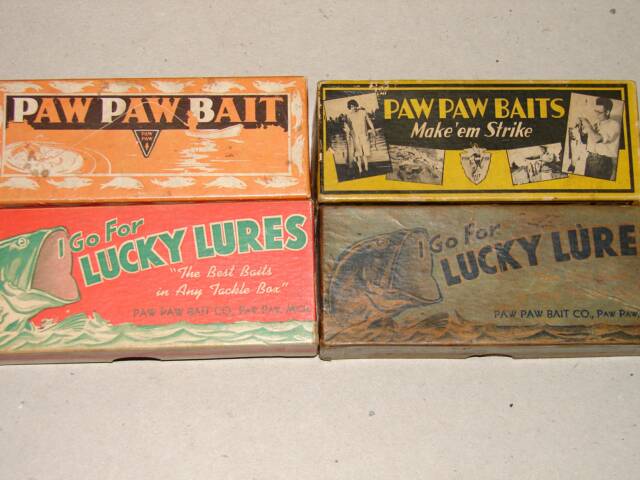 PAW PAW BAIT
PAW
PAW
PAW PAW BAITS
Make 'em Strike
I Go For
LUCKY LURES
"The Best Baits
in Any Tackle Box"
PAW PAW BAIT CO., PAW PAW, MICH.
I Go For
LUCKY LURE
PAW PAW BAIT CO., PAW PAW,